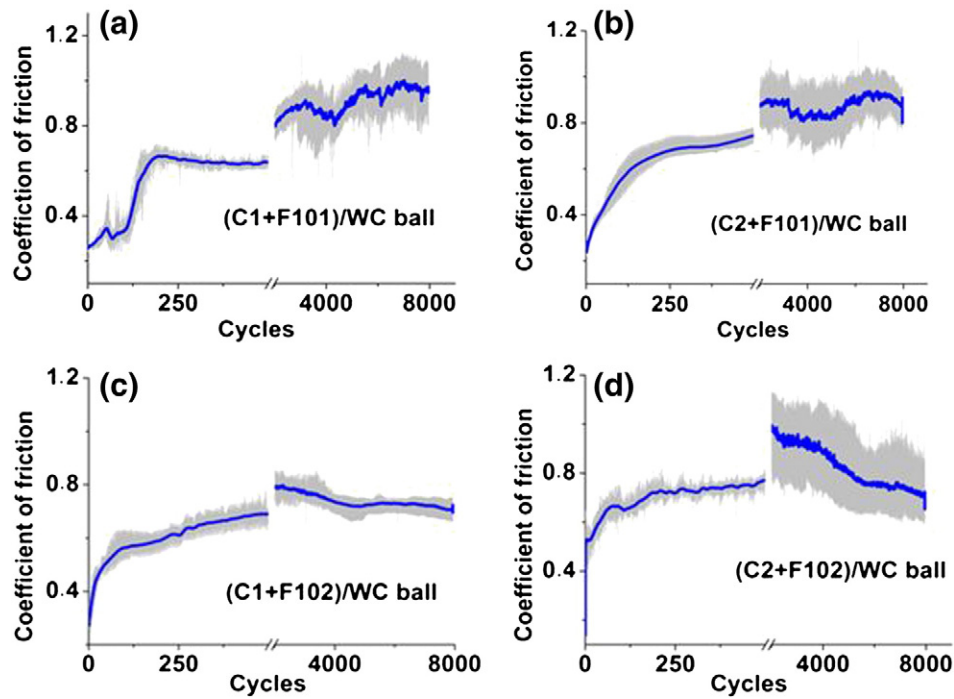 (a)
1.2
0.8
0.4
Coeffiction of friction
(C1+F101)/WC ball
0 250 // 4000 8000
Cycles
(b)
1.2
0.8
0.4
Coefficient of friction
(C2+F101)/WC ball
0 250 // 4000 8000
Cycles
(c)
1.2
0.8
0.4
Coefficient of friction
(C1+F102)/WC ball
0 250 // 4000 8000
Cycles
(d)
1.2
0.8
0.4
Coefficient of friction
(C2+F102)/WC ball
0 250 // 4000 8000
Cycles